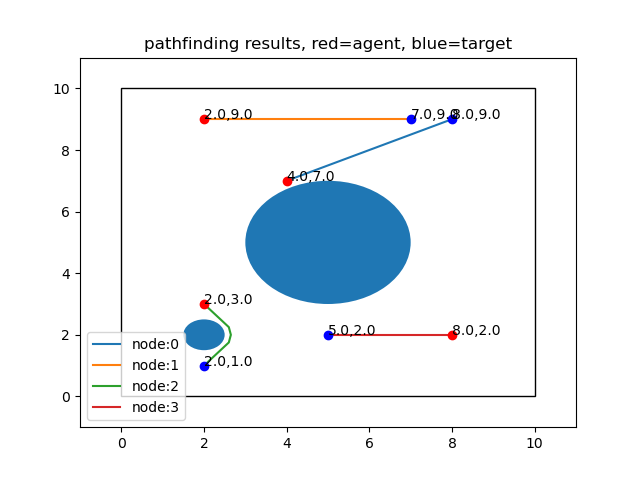 pathfinding results, red=agent, blue=target
10
8
6
4
2
0
2.0,9.0
7.0,9.0
8.0,9.0
4.0,7.0
2.0,3.0
5.0,2.0
8.0,2.0
2.0,1.0
node:0
node:1
node:2
node:3
0 2 4 6 8 10